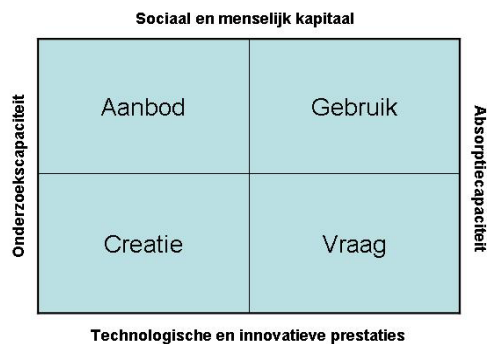 Sociaal en menselijk kapitaal
Onderzoekscapaciteit
Aanbod
Gebruik
Absorptiecapaciteit
Creatie
Vraag
Technologische en innovatieve prestaties